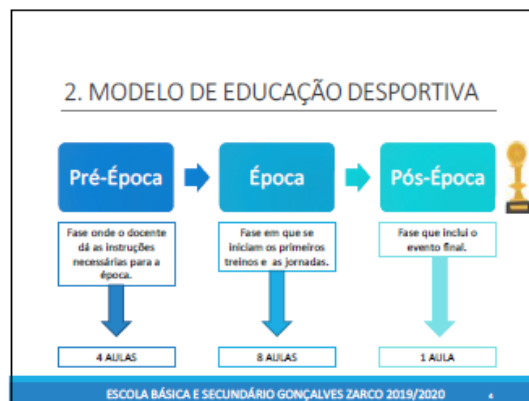 2. MODELO DE EDUCAÇÃO DESPORTIVA
Pré-Época
Época
Pós-Época
Fase onde o docente
dá as instruções
necessárias para a
época.
Fase em que se
iniciam os primeiros
treinos e as jornadas.
Fase que inclui o
evento final.
4 AULAS
8 AULAS
1 AULA
ESCOLA BÁSICA E SECUNDÁRIO GONÇALVES ZARCO 2019/2020
4